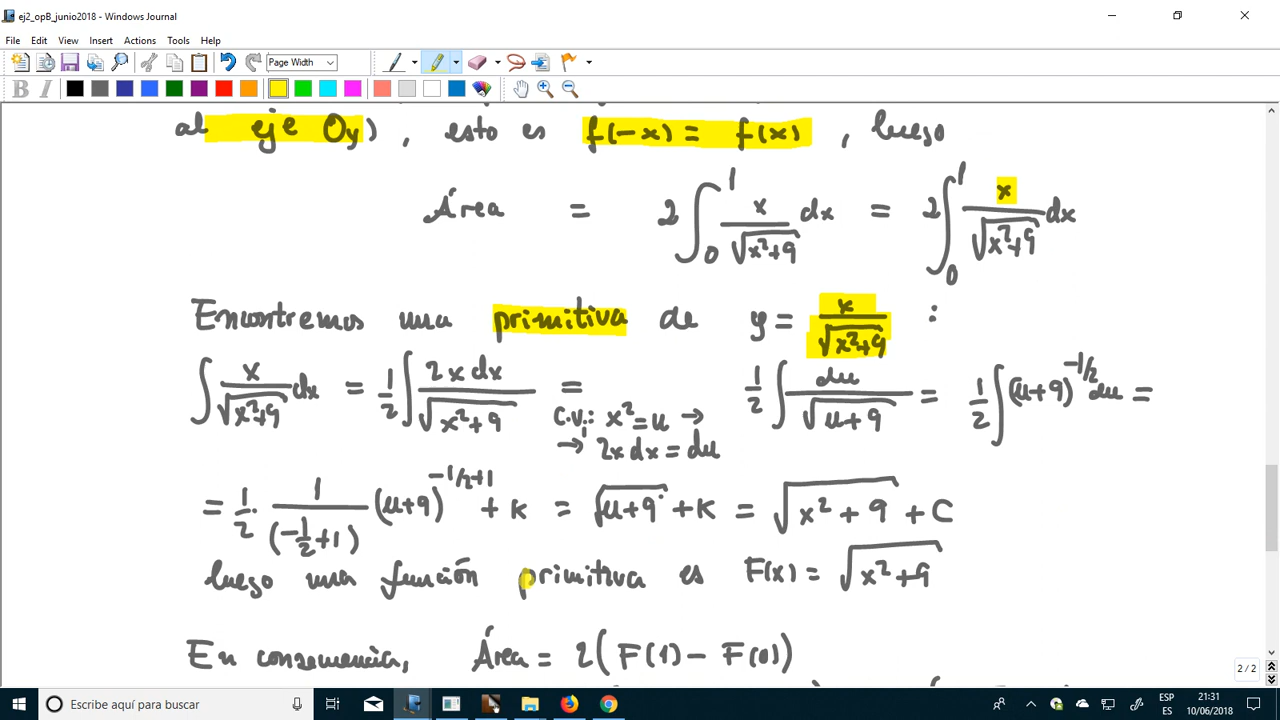 ej2_opB_junio2018 - Windows Journal
File Edit View Insert Actions Tools Help
Page Width
B I
al eje Oy) , esto es f(-x) = f(x) , luego
Área = 2∫₀¹ x/√(x²+9) dx = 2∫₀¹ x/√(x²+9) dx
Encontremos una primitiva de y = x/√(x²+9) :
∫ x/√(x²+9) dx = 1/2 ∫ 2x dx/√(x²+9) = 1/2 ∫ du/√(u+9) = 1/2 ∫ (u+9)^(-1/2) du =
C.V.: x² = u →
→ 2x dx = du
= 1/2 · 1/(-1/2+1) (u+9)^(-1/2+1) + K = √(u+9) + K = √(x²+9) + C
luego una función primitiva es F(x) = √(x²+9)
En consecuencia, Área = 2(F(1) - F(0))
2/2
Escribe aquí para buscar
ESP
ES
21:31
10/06/2018